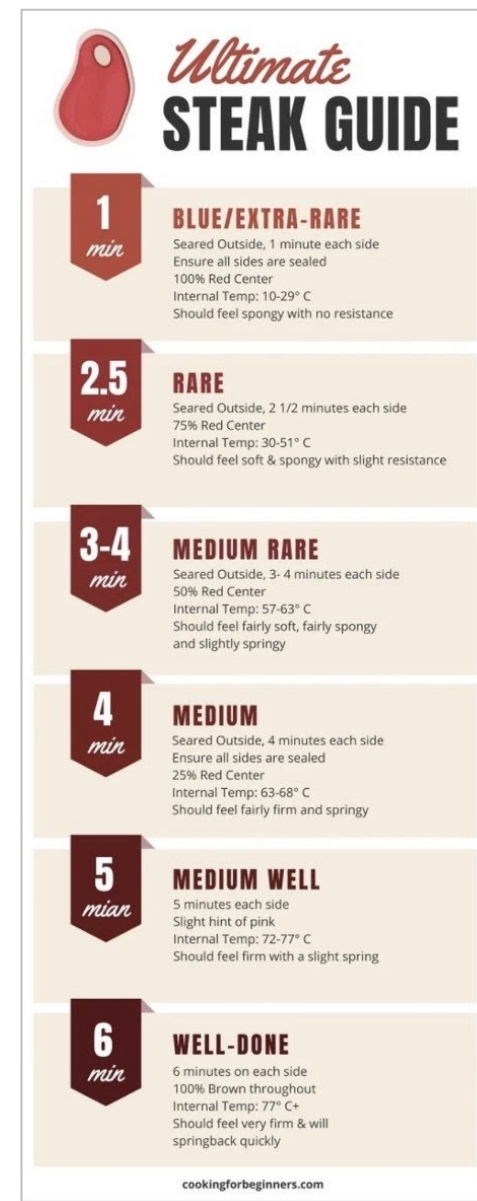 Ultimate
STEAK GUIDE
1
min
BLUE/EXTRA-RARE
Seared Outside, 1 minute each side
Ensure all sides are sealed
100% Red Center
Internal Temp: 10-29° C
Should feel spongy with no resistance
2.5
min
RARE
Seared Outside, 2 1/2 minutes each side
75% Red Center
Internal Temp: 30-51° C
Should feel soft & spongy with slight resistance
3-4
min
MEDIUM RARE
Seared Outside, 3- 4 minutes each side
50% Red Center
Internal Temp: 57-63° C
Should feel fairly soft, fairly spongy
and slightly springy
4
min
MEDIUM
Seared Outside, 4 minutes each side
Ensure all sides are sealed
25% Red Center
Internal Temp: 63-68° C
Should feel fairly firm and springy
5
mian
MEDIUM WELL
5 minutes each side
Slight hint of pink
Internal Temp: 72-77° C
Should feel firm with a slight spring
6
min
WELL-DONE
6 minutes on each side
100% Brown throughout
Internal Temp: 77° C+
Should feel very firm & will
springback quickly
cookingforbeginners.com